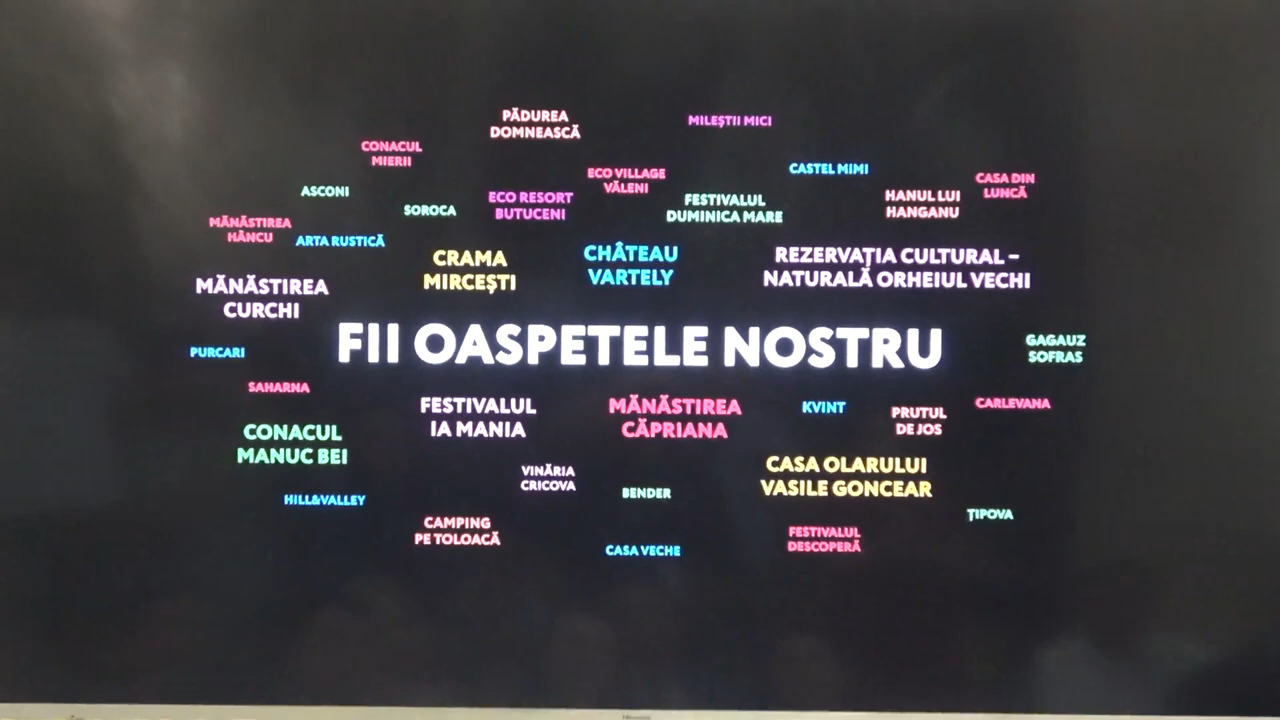 PĂDUREA
DOMNEASCĂ
MILEȘTII MICI
CONACUL
MIERII
ECO VILLAGE
VĂLENI
CASTEL MIMI
CASA DIN
LUNCĂ
ASCONI
SOROCA
ECO RESORT
BUTUCENI
FESTIVALUL
DUMINICA MARE
HANUL LUI
HANGANU
MĂNĂSTIREA
HÂNCU
ARTA RUSTICĂ
CRAMA
MIRCEȘTI
CHÂTEAU
VARTELY
REZERVAȚIA CULTURAL –
NATURALĂ ORHEIUL VECHI
MĂNĂSTIREA
CURCHI
FII OASPETELE NOSTRU
PURCARI
GAGAUZ
SOFRAS
SAHARNA
FESTIVALUL
IA MANIA
MĂNĂSTIREA
CĂPRIANA
KVINT
PRUTUL
DE JOS
CARLEVANA
CONACUL
MANUC BEI
VINĂRIA
CRICOVA
BENDER
CASA OLARULUI
VASILE GONCEAR
HILL&VALLEY
CAMPING
PE TOLOACĂ
CASA VECHE
FESTIVALUL
DESCOPERĂ
ȚIPOVA